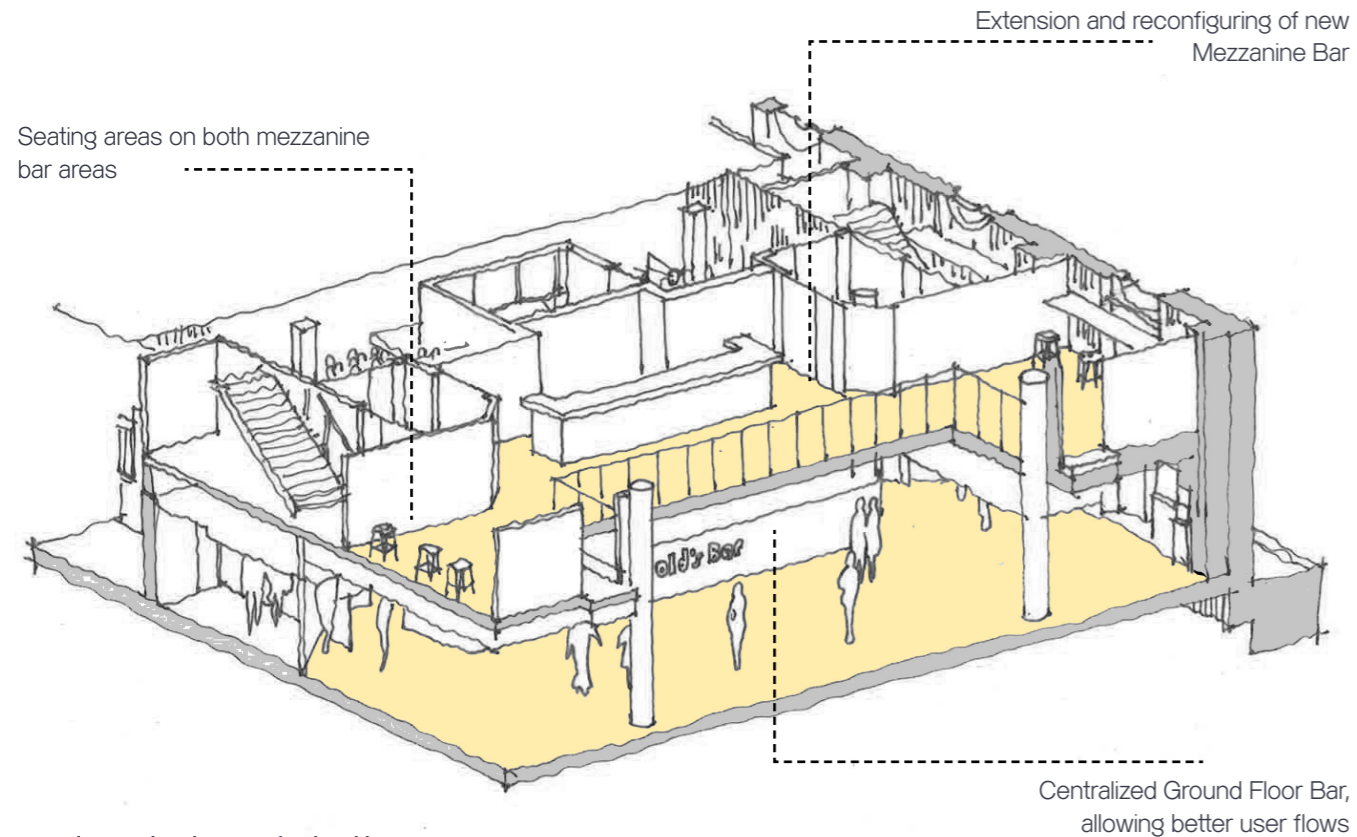 Extension and reconfiguring of new
Mezzanine Bar
Seating areas on both mezzanine
bar areas
old's Bar
Centralized Ground Floor Bar,
allowing better user flows